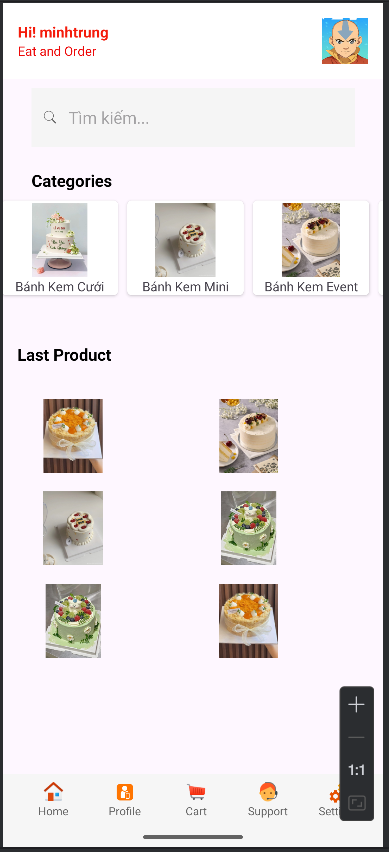 Hi! minhtrung
Eat and Order
Tìm kiếm...
Categories
Bánh Kem Cưới
Bánh Kem Mini
Bánh Kem Event
Last Product
1:1
Home
Profile
Cart
Support